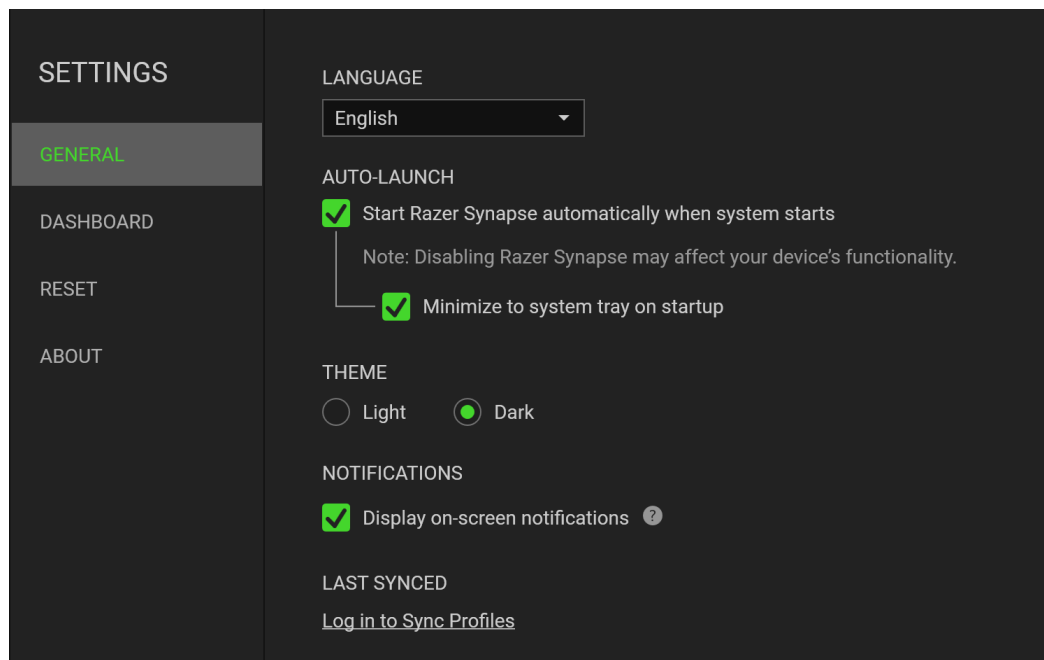 SETTINGS
GENERAL
DASHBOARD
RESET
ABOUT
LANGUAGE
English
AUTO-LAUNCH
Start Razer Synapse automatically when system starts
Note: Disabling Razer Synapse may affect your device’s functionality.
Minimize to system tray on startup
THEME
Light
Dark
NOTIFICATIONS
Display on-screen notifications ?
LAST SYNCED
Log in to Sync Profiles